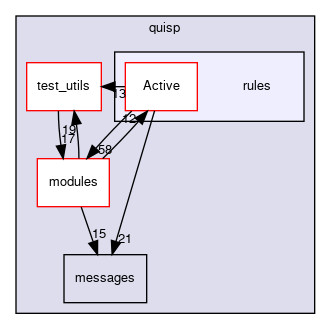 quisp
test_utils
Active
rules
13
19
12
17
58
modules
15
21
messages